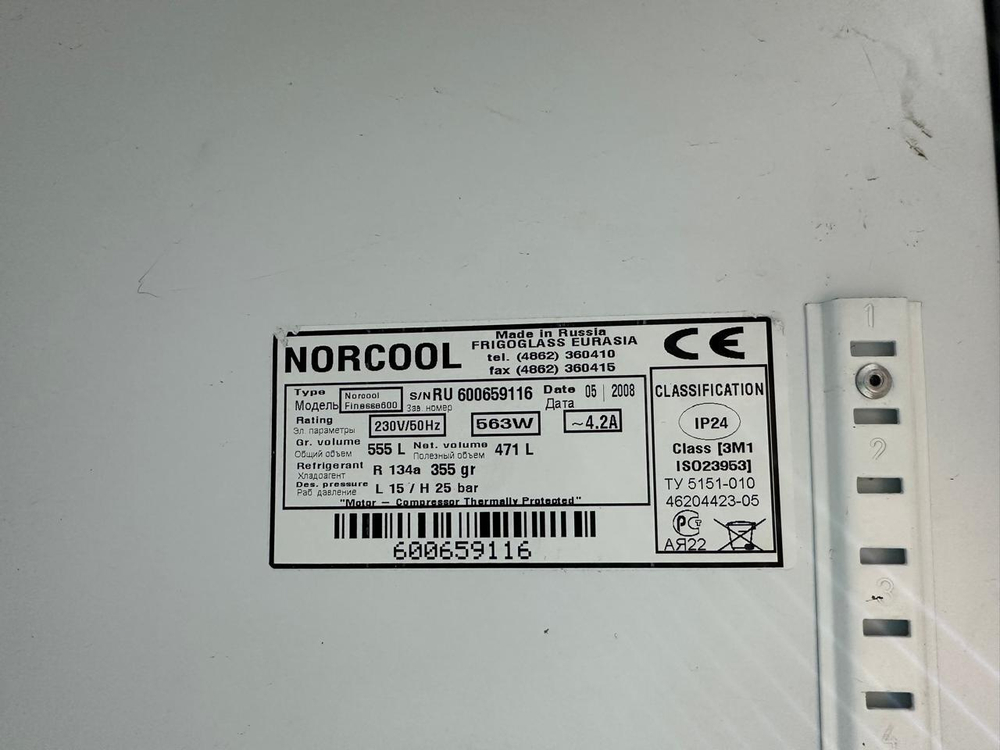 NORCOOL
Made in Russia
FRIGOGLASS EURASIA
tel. (4862) 360410
fax (4862) 360415
CE
Type Norcool S/N RU 600659116 Date 05 | 2008
Модель Finesse600 Зав. номер Дата
Rating 230V/50Hz 563W ~4.2A
Эл. параметры
Gr. volume 555 L Net. volume 471 L
Общий объем Полезный объем
Refrigerant R 134a 355 gr
Хладоагент
Des. pressure L 15 / H 25 bar
Раб давление
"Motor – Compressor Thermally Protected"
600659116
CLASSIFICATION
IP24
Class [3M1
ISO23953]
ТУ 5151-010
46204423-05
РСТ
АЯ22
1
2
3
4